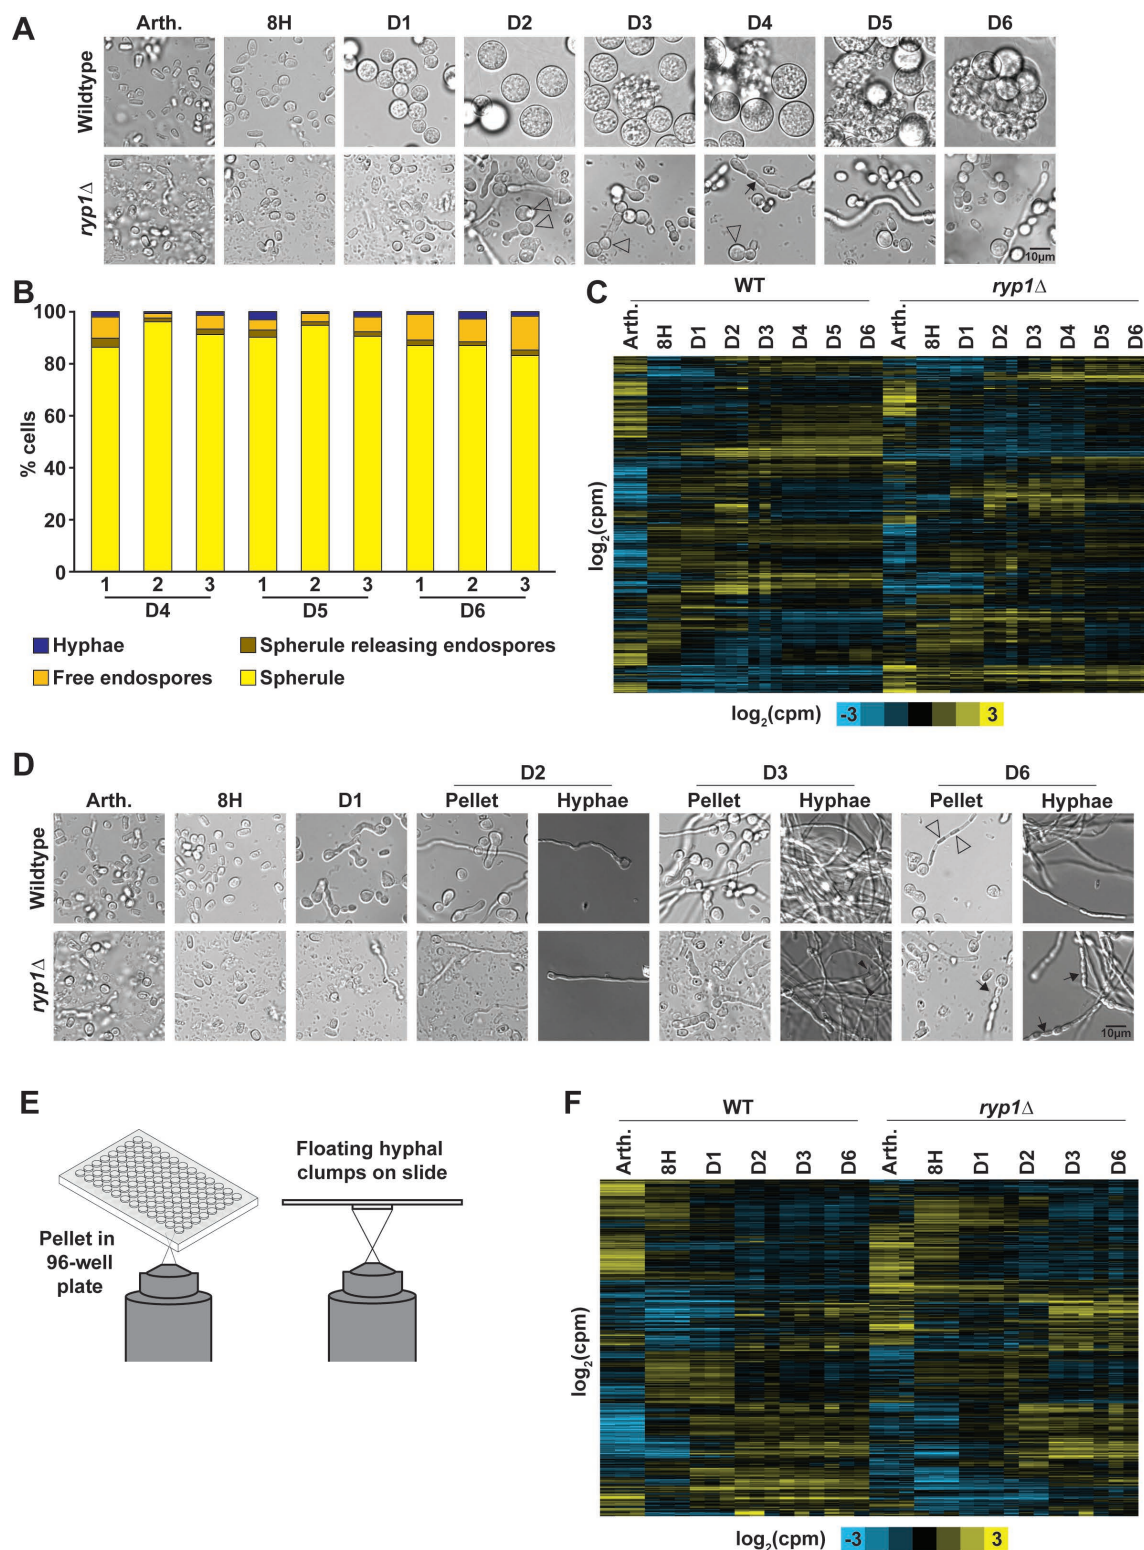 A
Arth. 8H D1 D2 D3 D4 D5 D6
Wildtype
ryp1Δ
10µm
B
% cells
100
80
60
40
20
0
1 2 3 1 2 3 1 2 3
D4 D5 D6
Hyphae
Spherule releasing endospores
Free endospores
Spherule
C
WT ryp1Δ
Arth. 8H D1 D2 D3 D4 D5 D6 Arth. 8H D1 D2 D3 D4 D5 D6
log2(cpm)
log2(cpm) -3 3
D
D2 D3 D6
Arth. 8H D1 Pellet Hyphae Pellet Hyphae Pellet Hyphae
Wildtype
ryp1Δ
10µm
E
Floating hyphal
clumps on slide
Pellet in
96-well
plate
F
WT ryp1Δ
Arth. 8H D1 D2 D3 D6 Arth. 8H D1 D2 D3 D6
log2(cpm)
log2(cpm) -3 3